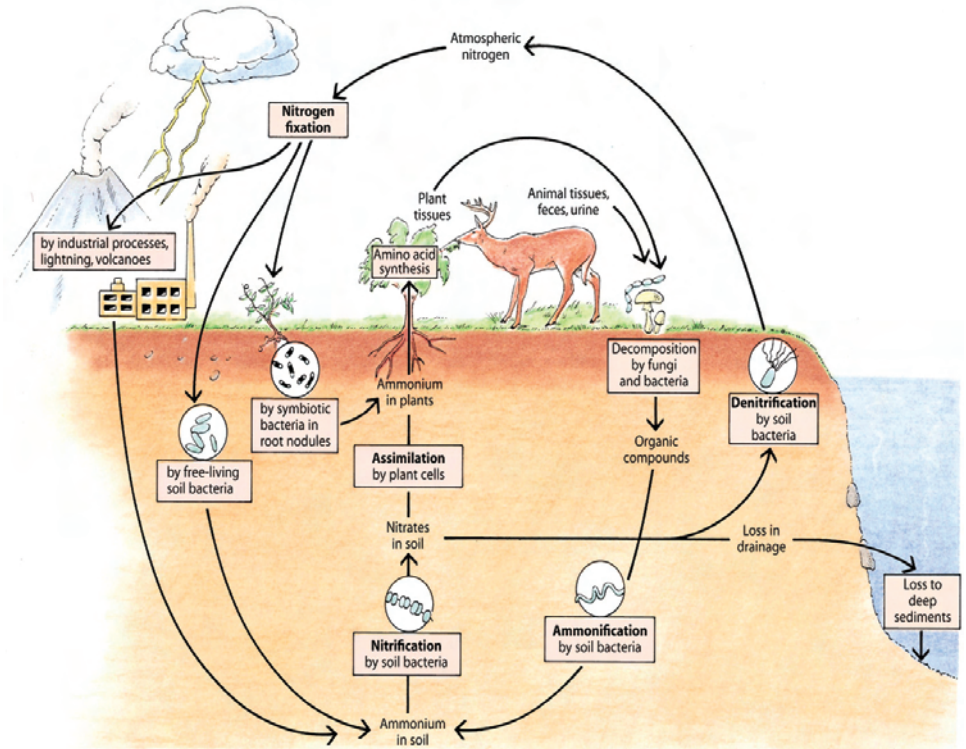 Atmospheric
nitrogen
Nitrogen
fixation
Plant
tissues
Animal tissues,
feces, urine
by industrial processes,
lightning, volcanoes
Amino acid
synthesis
Decomposition
by fungi
and bacteria
Ammonium
in plants
by symbiotic
bacteria in
root nodules
Denitrification
by soil
bacteria
Organic
compounds
Assimilation
by plant cells
by free-living
soil bacteria
Nitrates
in soil
Loss in
drainage
Loss to
deep
sediments
Nitrification
by soil bacteria
Ammonification
by soil bacteria
Ammonium
in soil